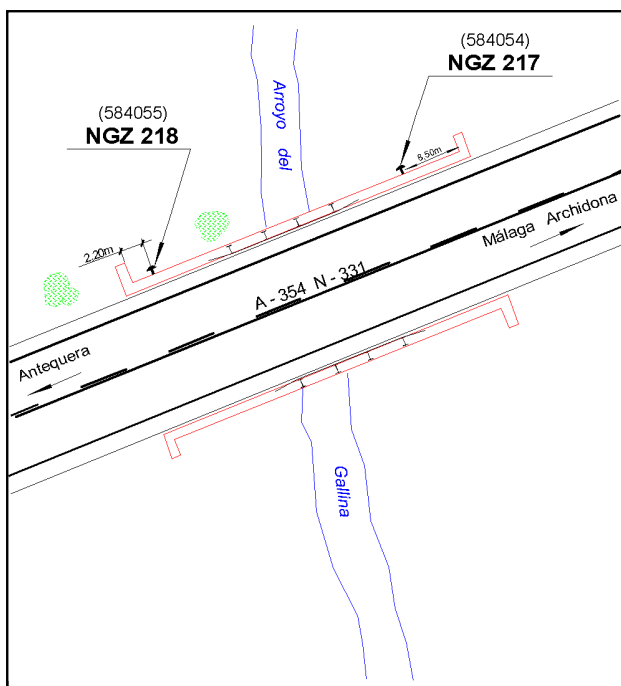 (584054)
NGZ 217
(584055)
NGZ 218
Arroyo del
8,50m
2,20m
Málaga Archidona
A - 354 N - 331
Antequera
Gallina